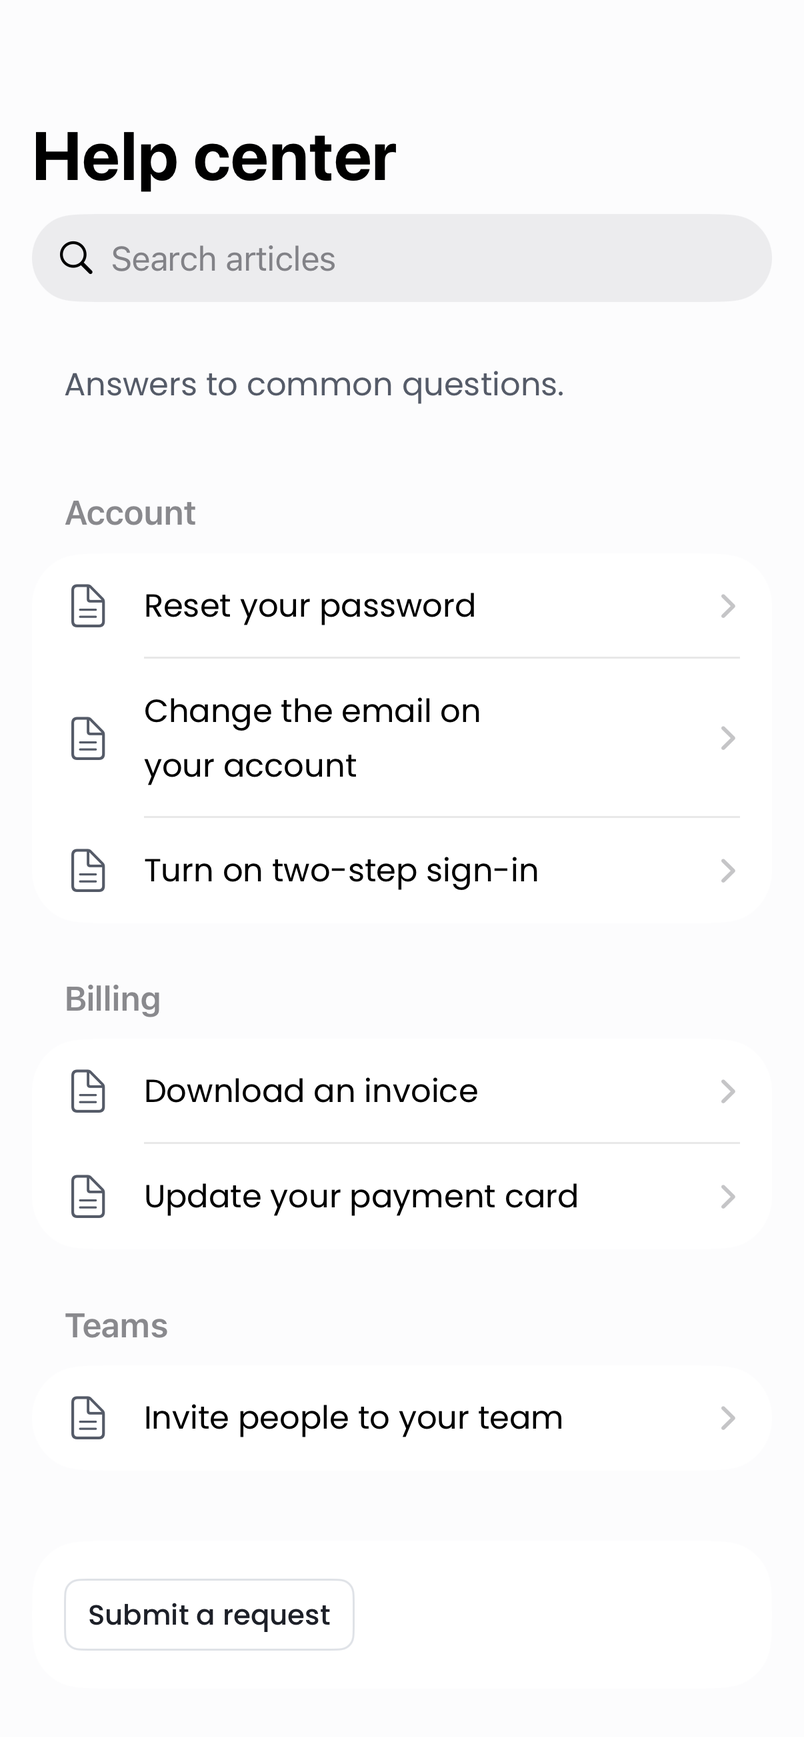 Help center
Search articles
Answers to common questions.
Account
Reset your password
Change the email on
your account
Turn on two-step sign-in
Billing
Download an invoice
Update your payment card
Teams
Invite people to your team
Submit a request